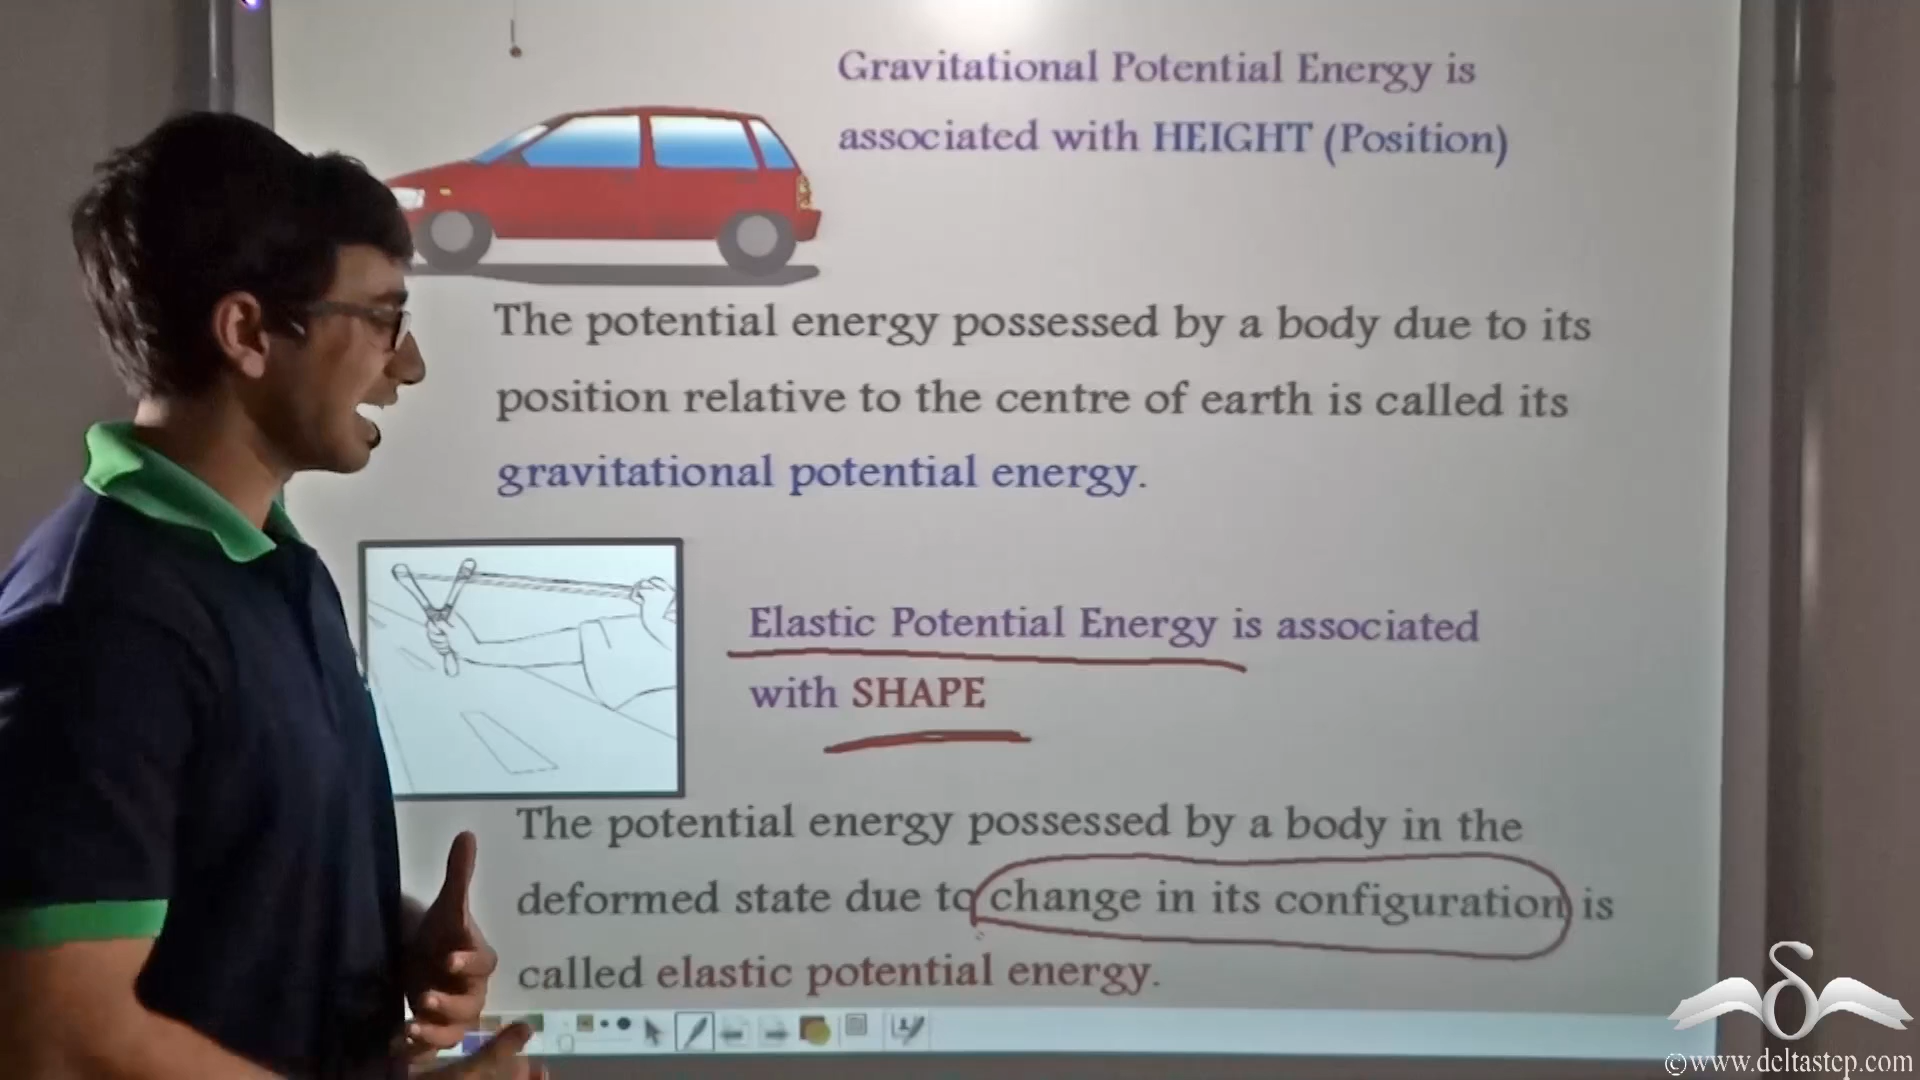 Gravitational Potential Energy is
associated with HEIGHT (Position)
The potential energy possessed by a body due to its
position relative to the centre of earth is called its
gravitational potential energy.
Elastic Potential Energy is associated
with SHAPE
The potential energy possessed by a body in the
deformed state due to change in its configuration is
called elastic potential energy.
©www.deltastep.com